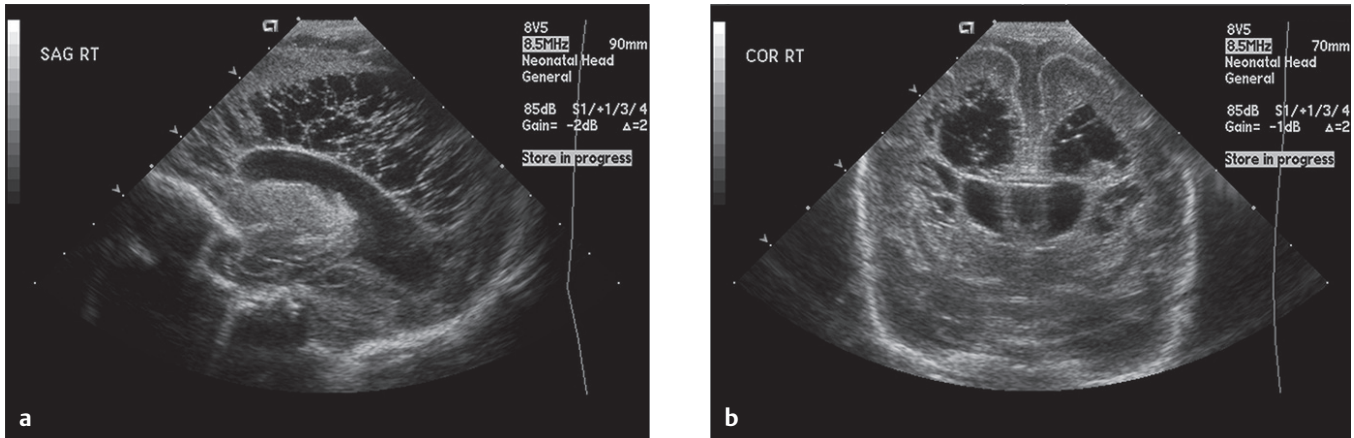 SAG RT
8V5
8.5MHz 90mm
Neonatal Head
General
85dB S1/+1/3/4
Gain= -2dB Δ=2
Store in progress
a
COR RT
8V5
8.5MHz 70mm
Neonatal Head
General
85dB S1/+1/3/4
Gain= -1dB Δ=2
Store in progress
b